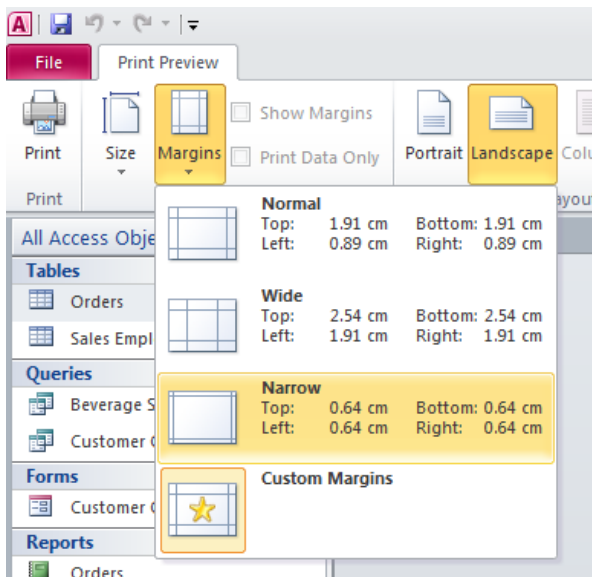 A
File Print Preview
Show Margins
Print Data Only
Print Size Margins Portrait Landscape
Print
Normal
Top: 1.91 cm Bottom: 1.91 cm
Left: 0.89 cm Right: 0.89 cm
Wide
Top: 2.54 cm Bottom: 2.54 cm
Left: 1.91 cm Right: 1.91 cm
Narrow
Top: 0.64 cm Bottom: 0.64 cm
Left: 0.64 cm Right: 0.64 cm
Custom Margins
All Access Obje
Tables
Orders
Sales Empl
Queries
Beverage S
Customer
Forms
Customer
Reports
Orders